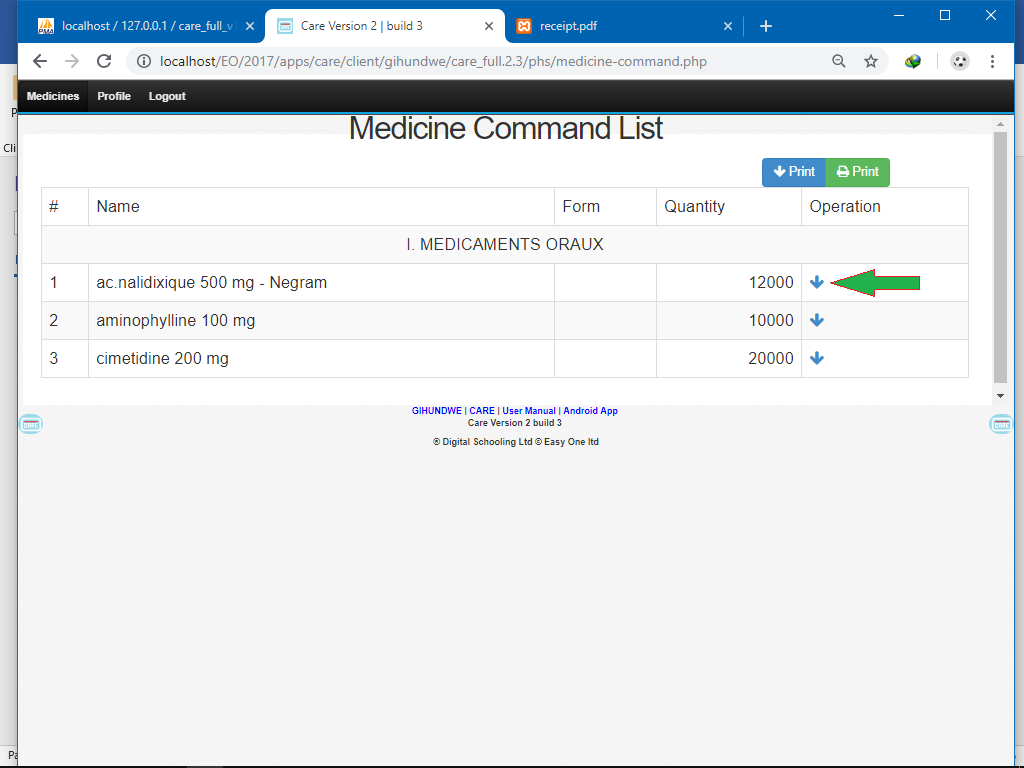 localhost / 127.0.0.1 / care_full_v
Care Version 2 | build 3
receipt.pdf
localhost/EO/2017/apps/care/client/gihundwe/care_full.2.3/phs/medicine-command.php
Medicines Profile Logout
Medicine Command List
Print Print
# Name Form Quantity Operation
I. MEDICAMENTS ORAUX
1 ac.nalidixique 500 mg - Negram 12000
2 aminophylline 100 mg 10000
3 cimetidine 200 mg 20000
GIHUNDWE | CARE | User Manual | Android App
Care Version 2 build 3
® Digital Schooling Ltd © Easy One ltd